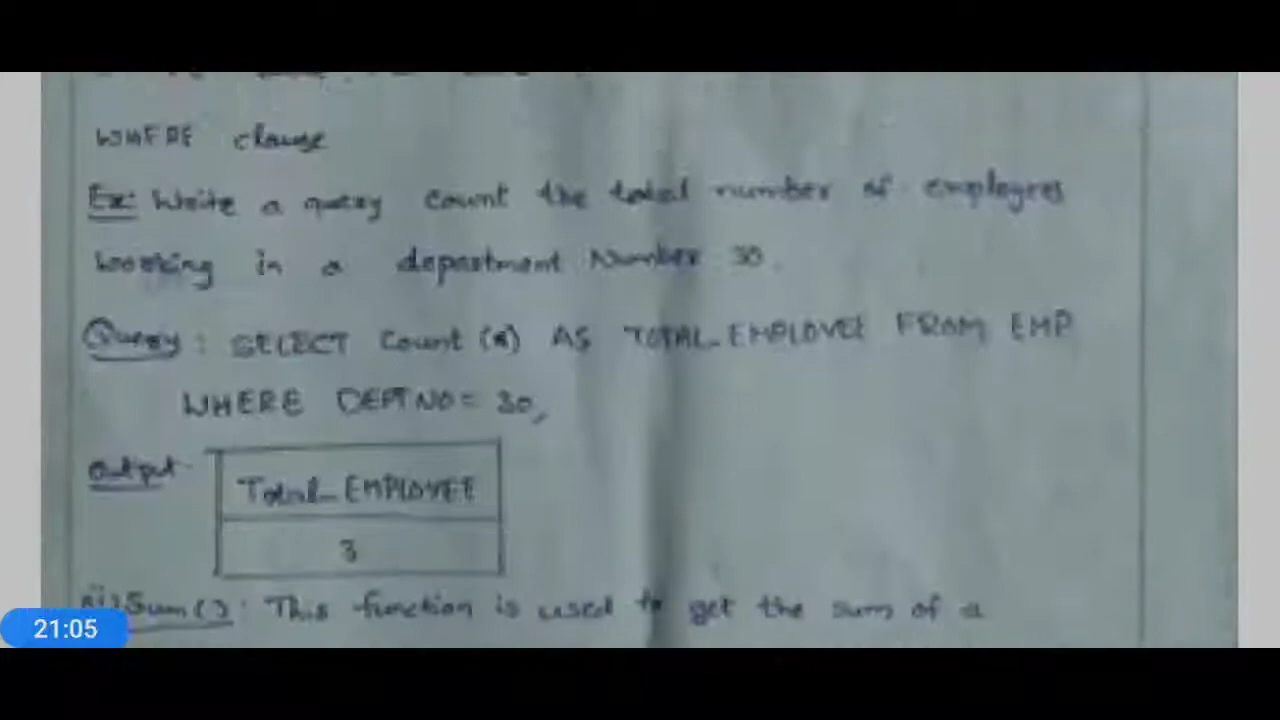 WHERE clause
Ex: Write a query count the total number of employees
working in a department Number 30.
Query: SELECT Count (*) AS TOTAL_EMPLOYEE FROM EMP
WHERE DEPTNO = 30,
Output
Total_EMPLOYEE
3
Sum(): This function is used to get the sum of a
21:05